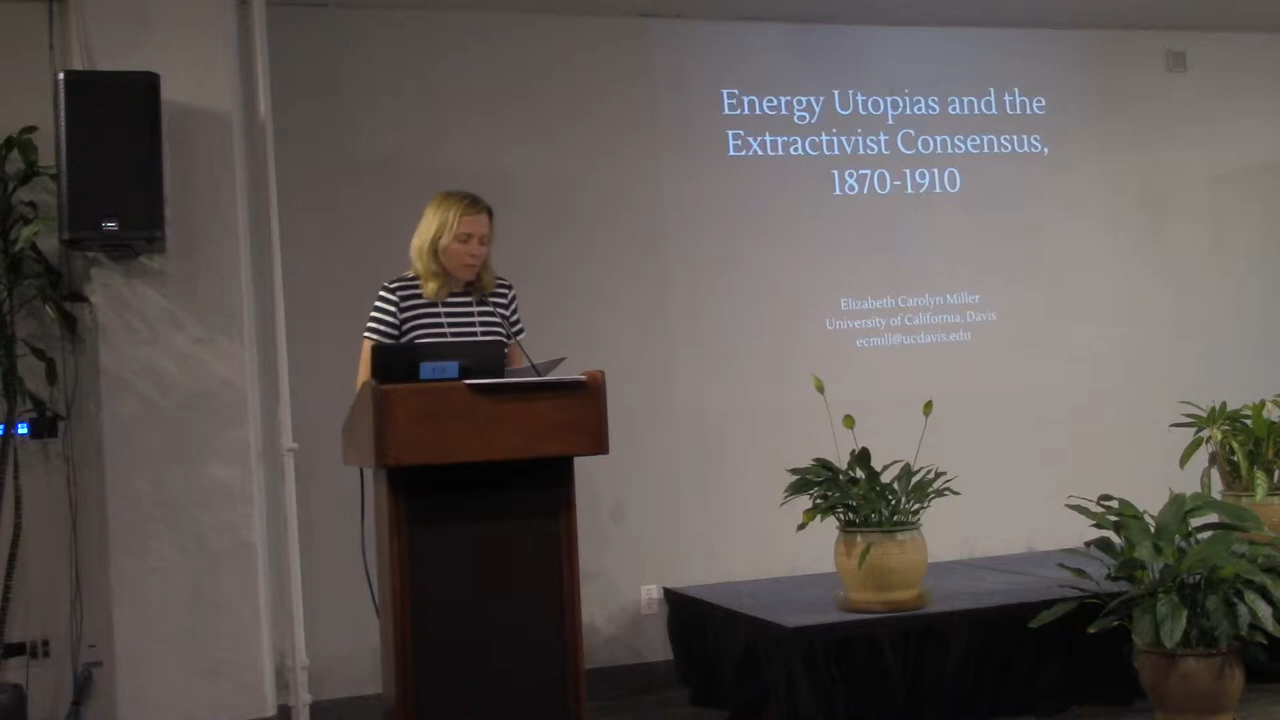 Energy Utopias and the
Extractivist Consensus,
1870-1910
Elizabeth Carolyn Miller
University of California, Davis
ecmill@ucdavis.edu